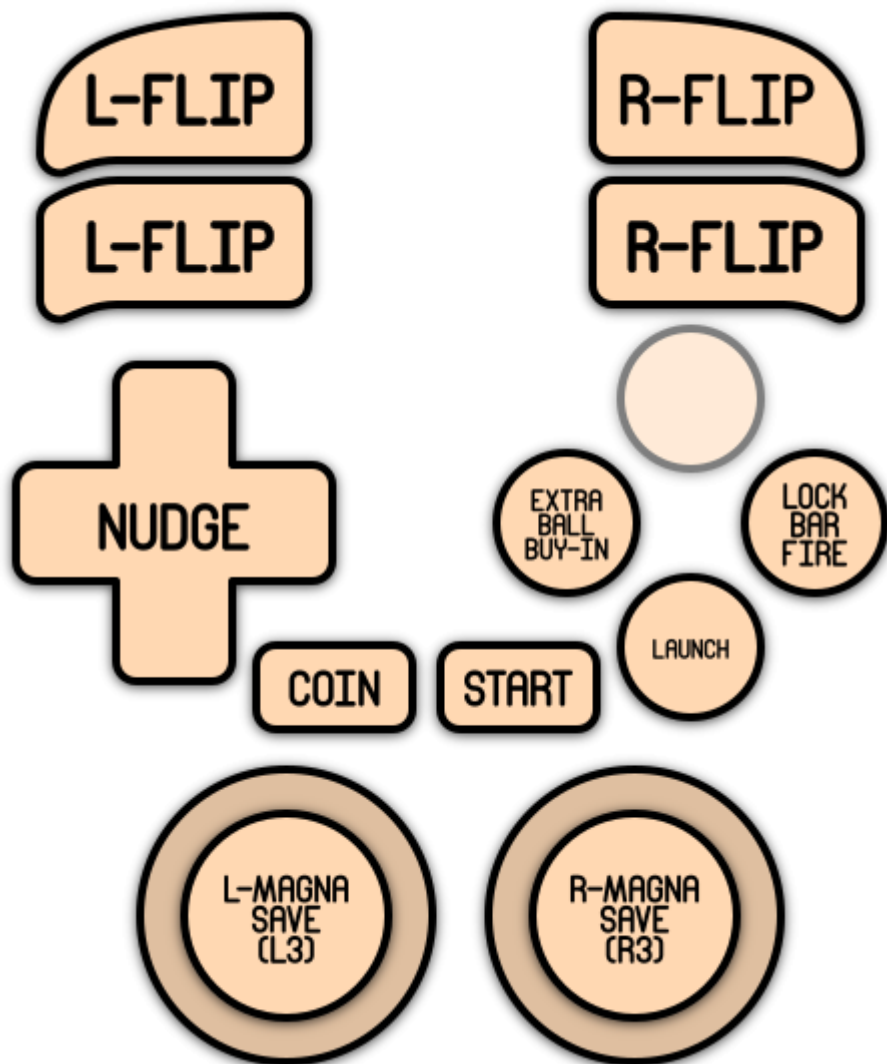 L-FLIP
R-FLIP
L-FLIP
R-FLIP
NUDGE
EXTRA
BALL
BUY-IN
LOCK
BAR
FIRE
LAUNCH
COIN
START
L-MAGNA
SAVE
(L3)
R-MAGNA
SAVE
(R3)